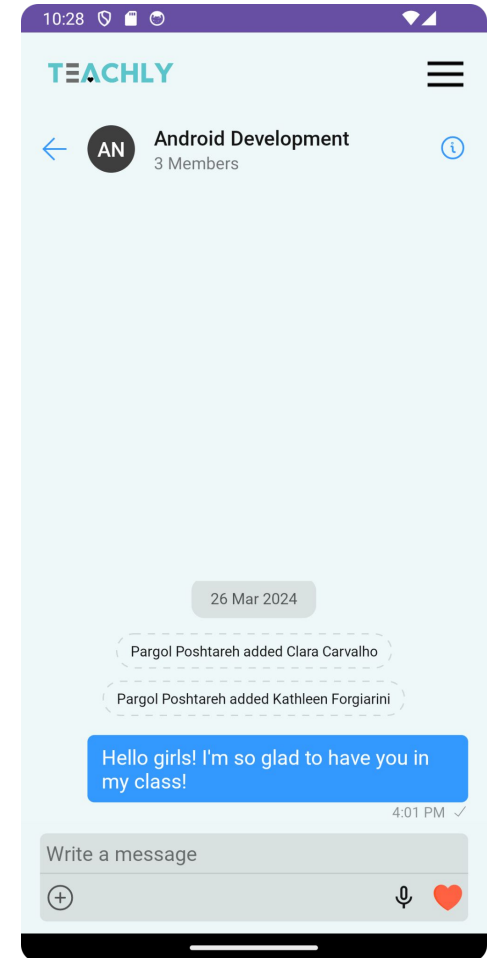 10:28
TEACHLY
AN
Android Development
3 Members
26 Mar 2024
Pargol Poshtareh added Clara Carvalho
Pargol Poshtareh added Kathleen Forgiarini
Hello girls! I'm so glad to have you in
my class!
4:01 PM
Write a message